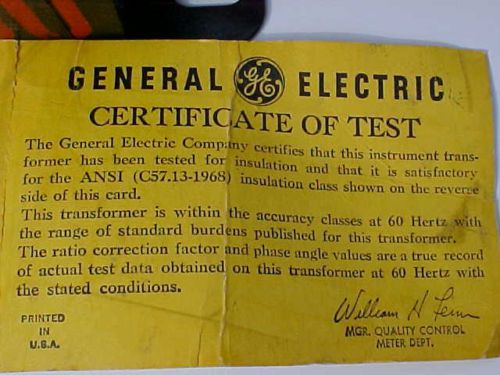 GENERAL GE ELECTRIC
CERTIFICATE OF TEST
The General Electric Company certifies that this instrument trans-
former has been tested for insulation and that it is satisfactory
for the ANSI (C57.13-1968) insulation class shown on the reverse
side of this card.
This transformer is within the accuracy classes at 60 Hertz with
the range of standard burdens published for this transformer.
The ratio correction factor and phase angle values are a true record
of actual test data obtained on this transformer at 60 Hertz with
the stated conditions.
William H
MGR. QUALITY CONTROL
METER DEPT.
PRINTED
IN
U.S.A.